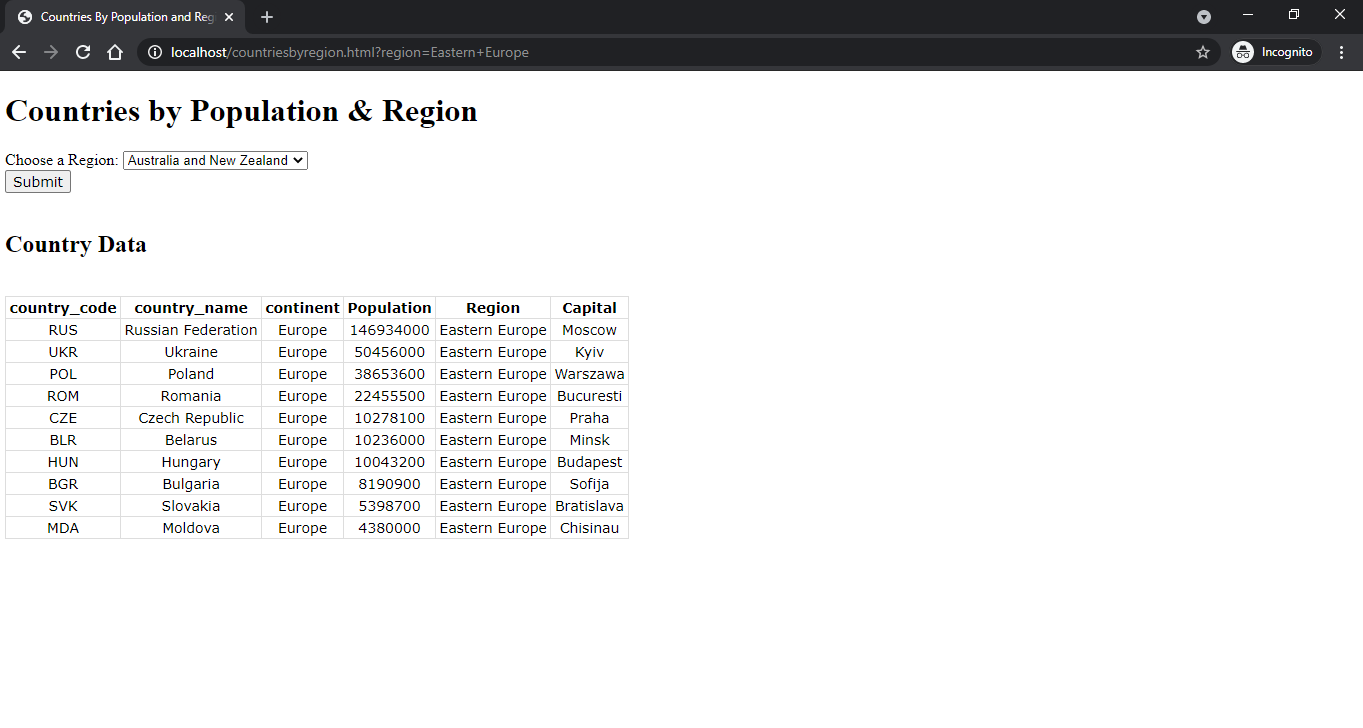 Countries By Population and Reg
localhost/countriesbyregion.html?region=Eastern+Europe
Incognito
Countries by Population & Region
Choose a Region: Australia and New Zealand
Submit
Country Data
country_code country_name continent Population Region Capital
RUS Russian Federation Europe 146934000 Eastern Europe Moscow
UKR Ukraine Europe 50456000 Eastern Europe Kyiv
POL Poland Europe 38653600 Eastern Europe Warszawa
ROM Romania Europe 22455500 Eastern Europe Bucuresti
CZE Czech Republic Europe 10278100 Eastern Europe Praha
BLR Belarus Europe 10236000 Eastern Europe Minsk
HUN Hungary Europe 10043200 Eastern Europe Budapest
BGR Bulgaria Europe 8190900 Eastern Europe Sofija
SVK Slovakia Europe 5398700 Eastern Europe Bratislava
MDA Moldova Europe 4380000 Eastern Europe Chisinau